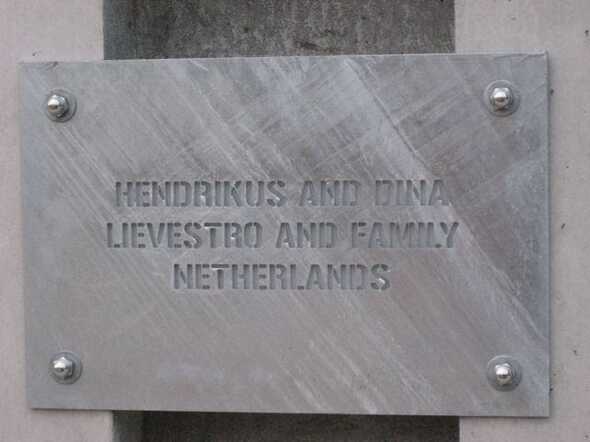 HENDRIKUS AND DINA
LIEVESTRO AND FAMILY
NETHERLANDS